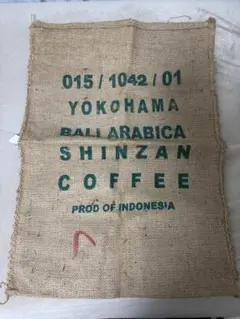 015/1042/01
YOKOHAMA
BALI ARABICA
SHINZAN
COFFEE
PROD OF INDONESIA